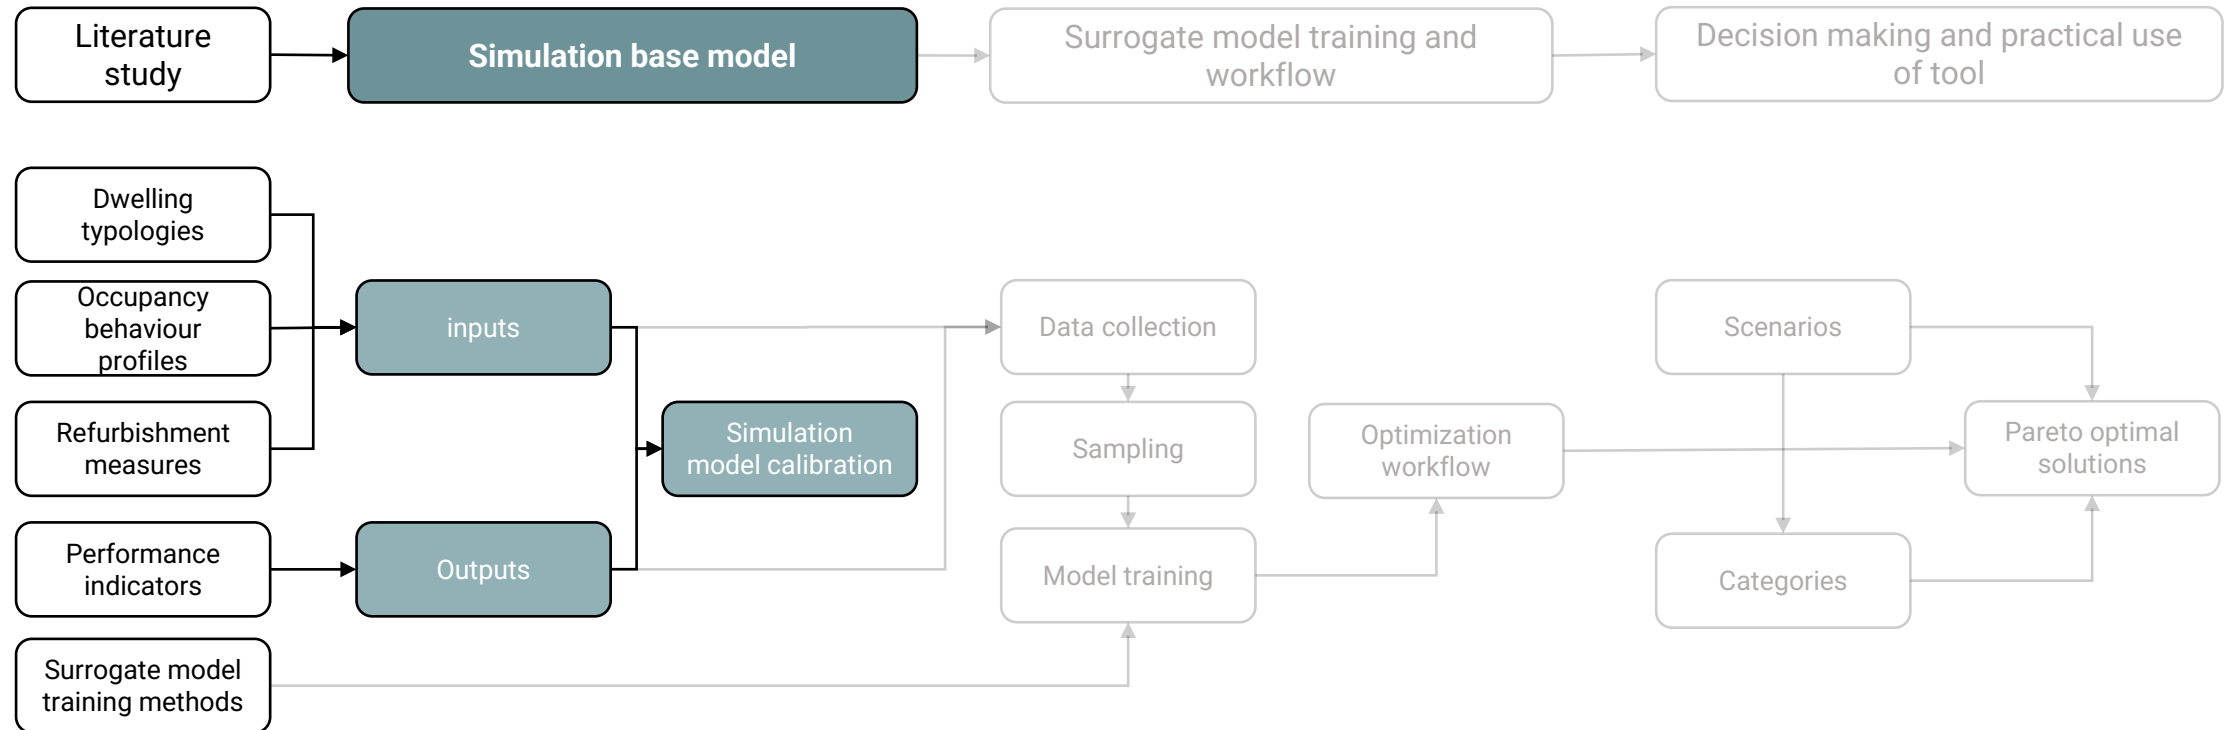 Literature
study
Simulation base model
Surrogate model training and
workflow
Decision making and practical use
of tool
Dwelling
typologies
Occupancy
behaviour
profiles
Refurbishment
measures
Performance
indicators
Surrogate model
training methods
inputs
Outputs
Simulation
model calibration
Data collection
Sampling
Model training
Optimization
workflow
Scenarios
Categories
Pareto optimal
solutions